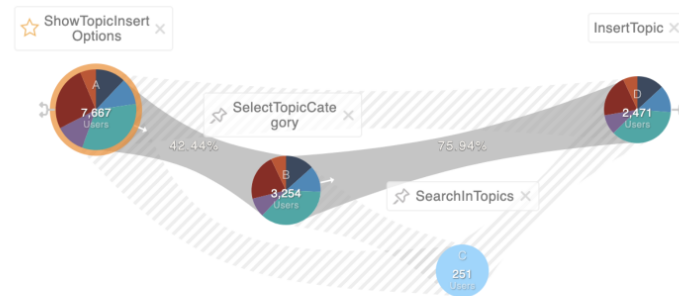 ShowTopicInsert
Options
InsertTopic
A
7,667
Users
SelectTopicCate
gory
D
2,471
Users
42.44%
75.94%
B
3,254
Users
SearchInTopics
C
251
Users